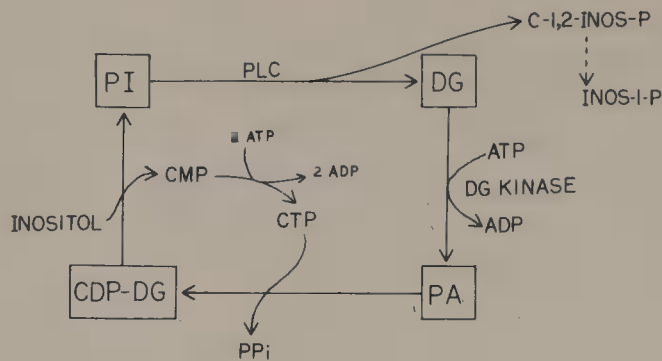 C-1,2-INOS-P
PLC
PI
DG
INOS-1-P
ATP
ATP
CMP
2 ADP
DG KINASE
INOSITOL
CTP
ADP
CDP-DG
PA
PPi